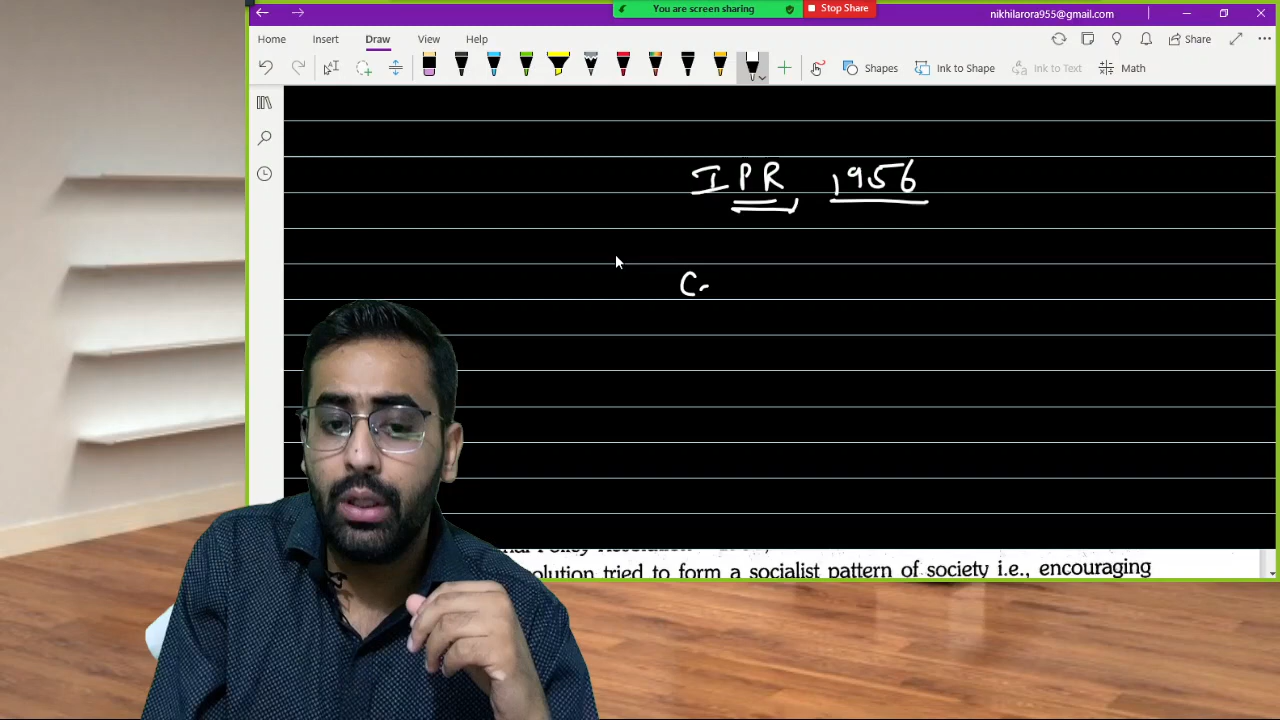 You are screen sharing Stop Share
nikhilarora955@gmail.com
Home Insert Draw View Help
Share
Shapes Ink to Shape Ink to Text Math
IPR, 1956
C
olution tried to form a socialist pattern of society i.e., encouraging